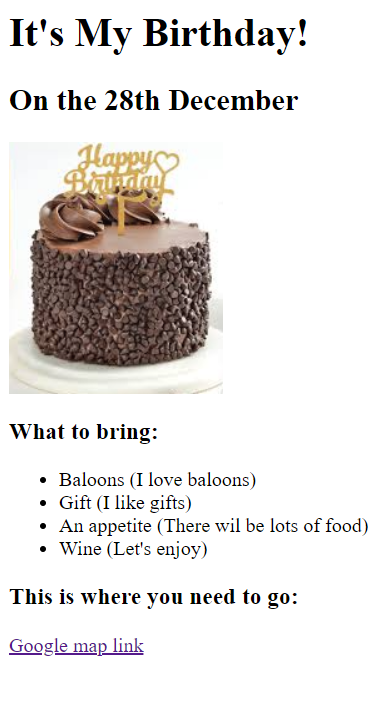 It's My Birthday!
On the 28th December
Happy
Birthday
What to bring:
Baloons (I love baloons)
Gift (I like gifts)
An appetite (There wil be lots of food)
Wine (Let's enjoy)
This is where you need to go:
Google map link